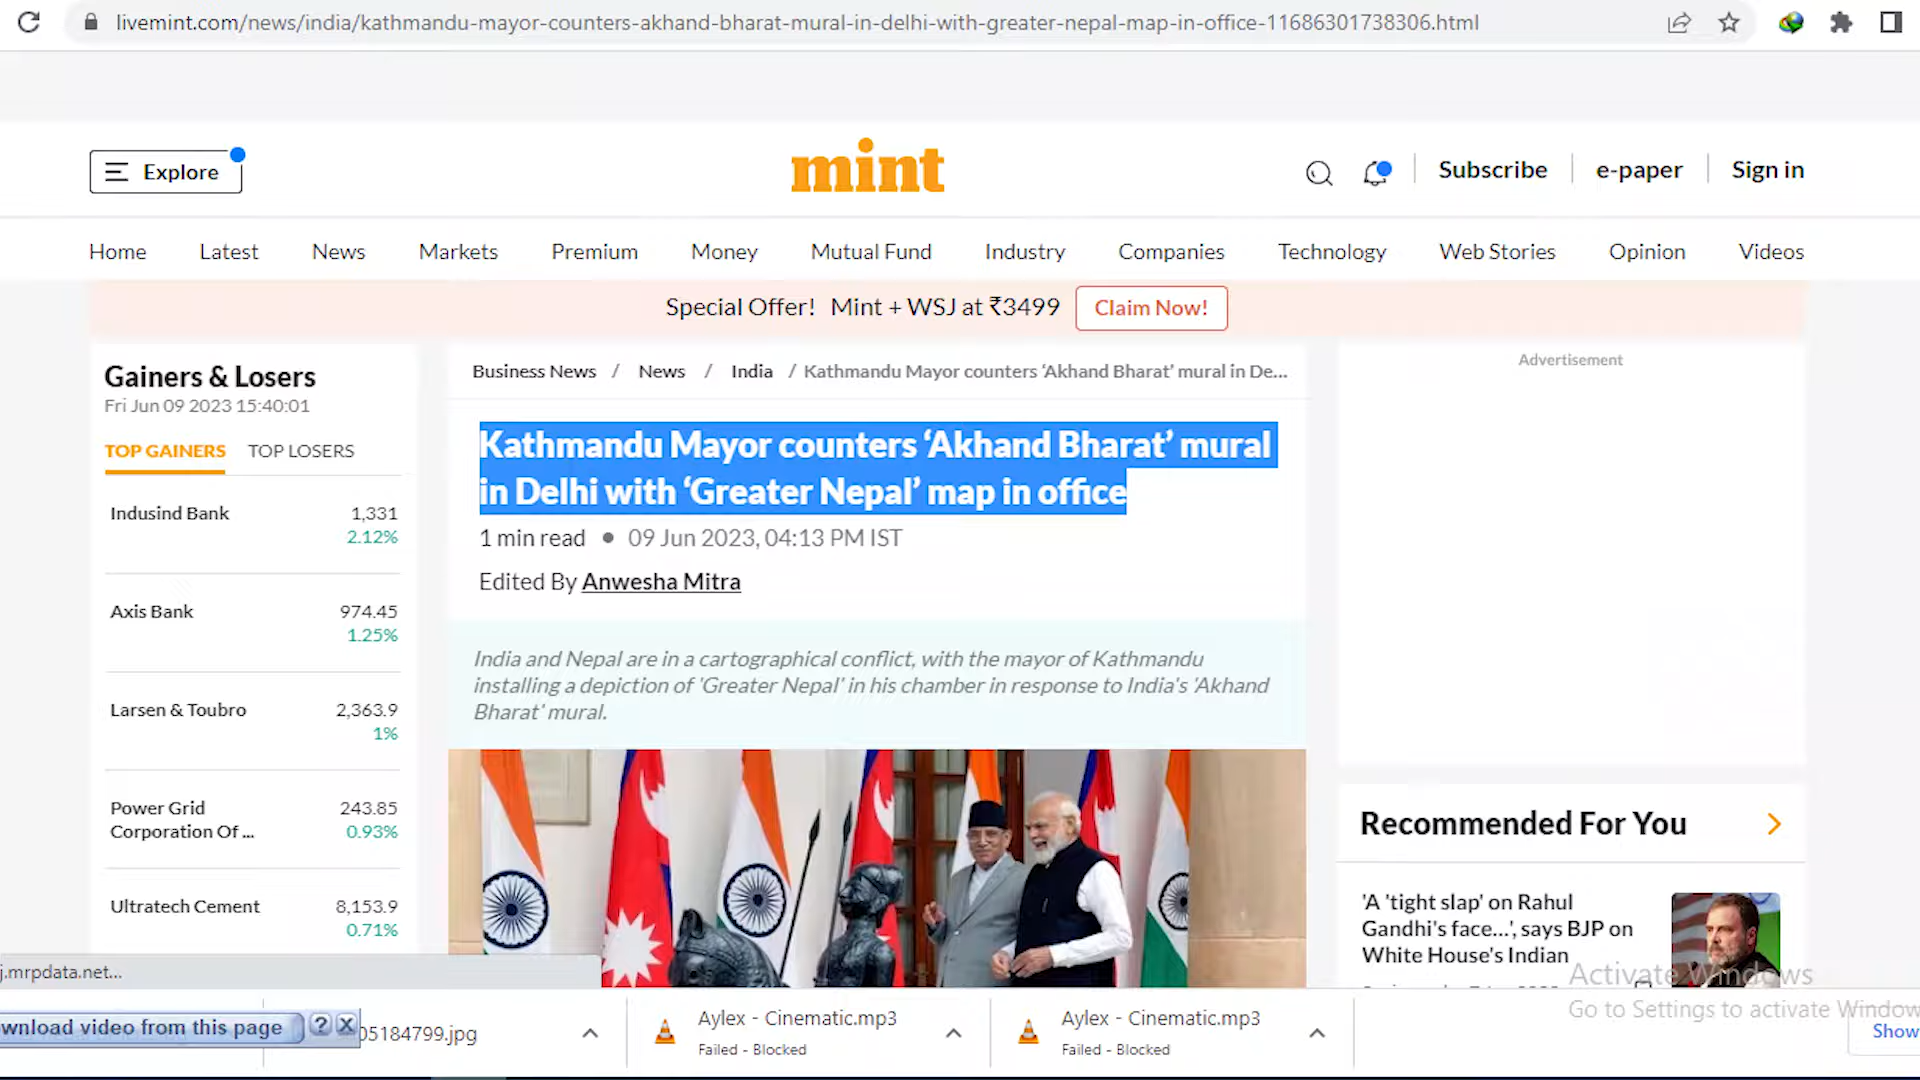 livemint.com/news/india/kathmandu-mayor-counters-akhand-bharat-mural-in-delhi-with-greater-nepal-map-in-office-11686301738306.html
Explore
mint
Subscribe
e-paper
Sign in
Home
Latest
News
Markets
Premium
Money
Mutual Fund
Industry
Companies
Technology
Web Stories
Opinion
Videos
Special Offer! Mint + WSJ at ₹3499
Claim Now!
Gainers & Losers
Fri Jun 09 2023 15:40:01
TOP GAINERS
TOP LOSERS
Indusind Bank
1,331
2.12%
Axis Bank
974.45
1.25%
Larsen & Toubro
2,363.9
1%
Power Grid
Corporation Of ...
243.85
0.93%
Ultratech Cement
8,153.9
0.71%
Business News / News / India / Kathmandu Mayor counters ‘Akhand Bharat’ mural in De...
Kathmandu Mayor counters ‘Akhand Bharat’ mural
in Delhi with ‘Greater Nepal’ map in office
1 min read • 09 Jun 2023, 04:13 PM IST
Edited By Anwesha Mitra
India and Nepal are in a cartographical conflict, with the mayor of Kathmandu
installing a depiction of 'Greater Nepal' in his chamber in response to India's 'Akhand
Bharat' mural.
Advertisement
Recommended For You
'A 'tight slap' on Rahul
Gandhi's face...', says BJP on
White House's Indian
Activate Windows
Go to Settings to activate Window
j.mrpdata.net...
wnload video from this page
? X
05184799.jpg
Aylex - Cinematic.mp3
Failed - Blocked
Aylex - Cinematic.mp3
Failed - Blocked
Show